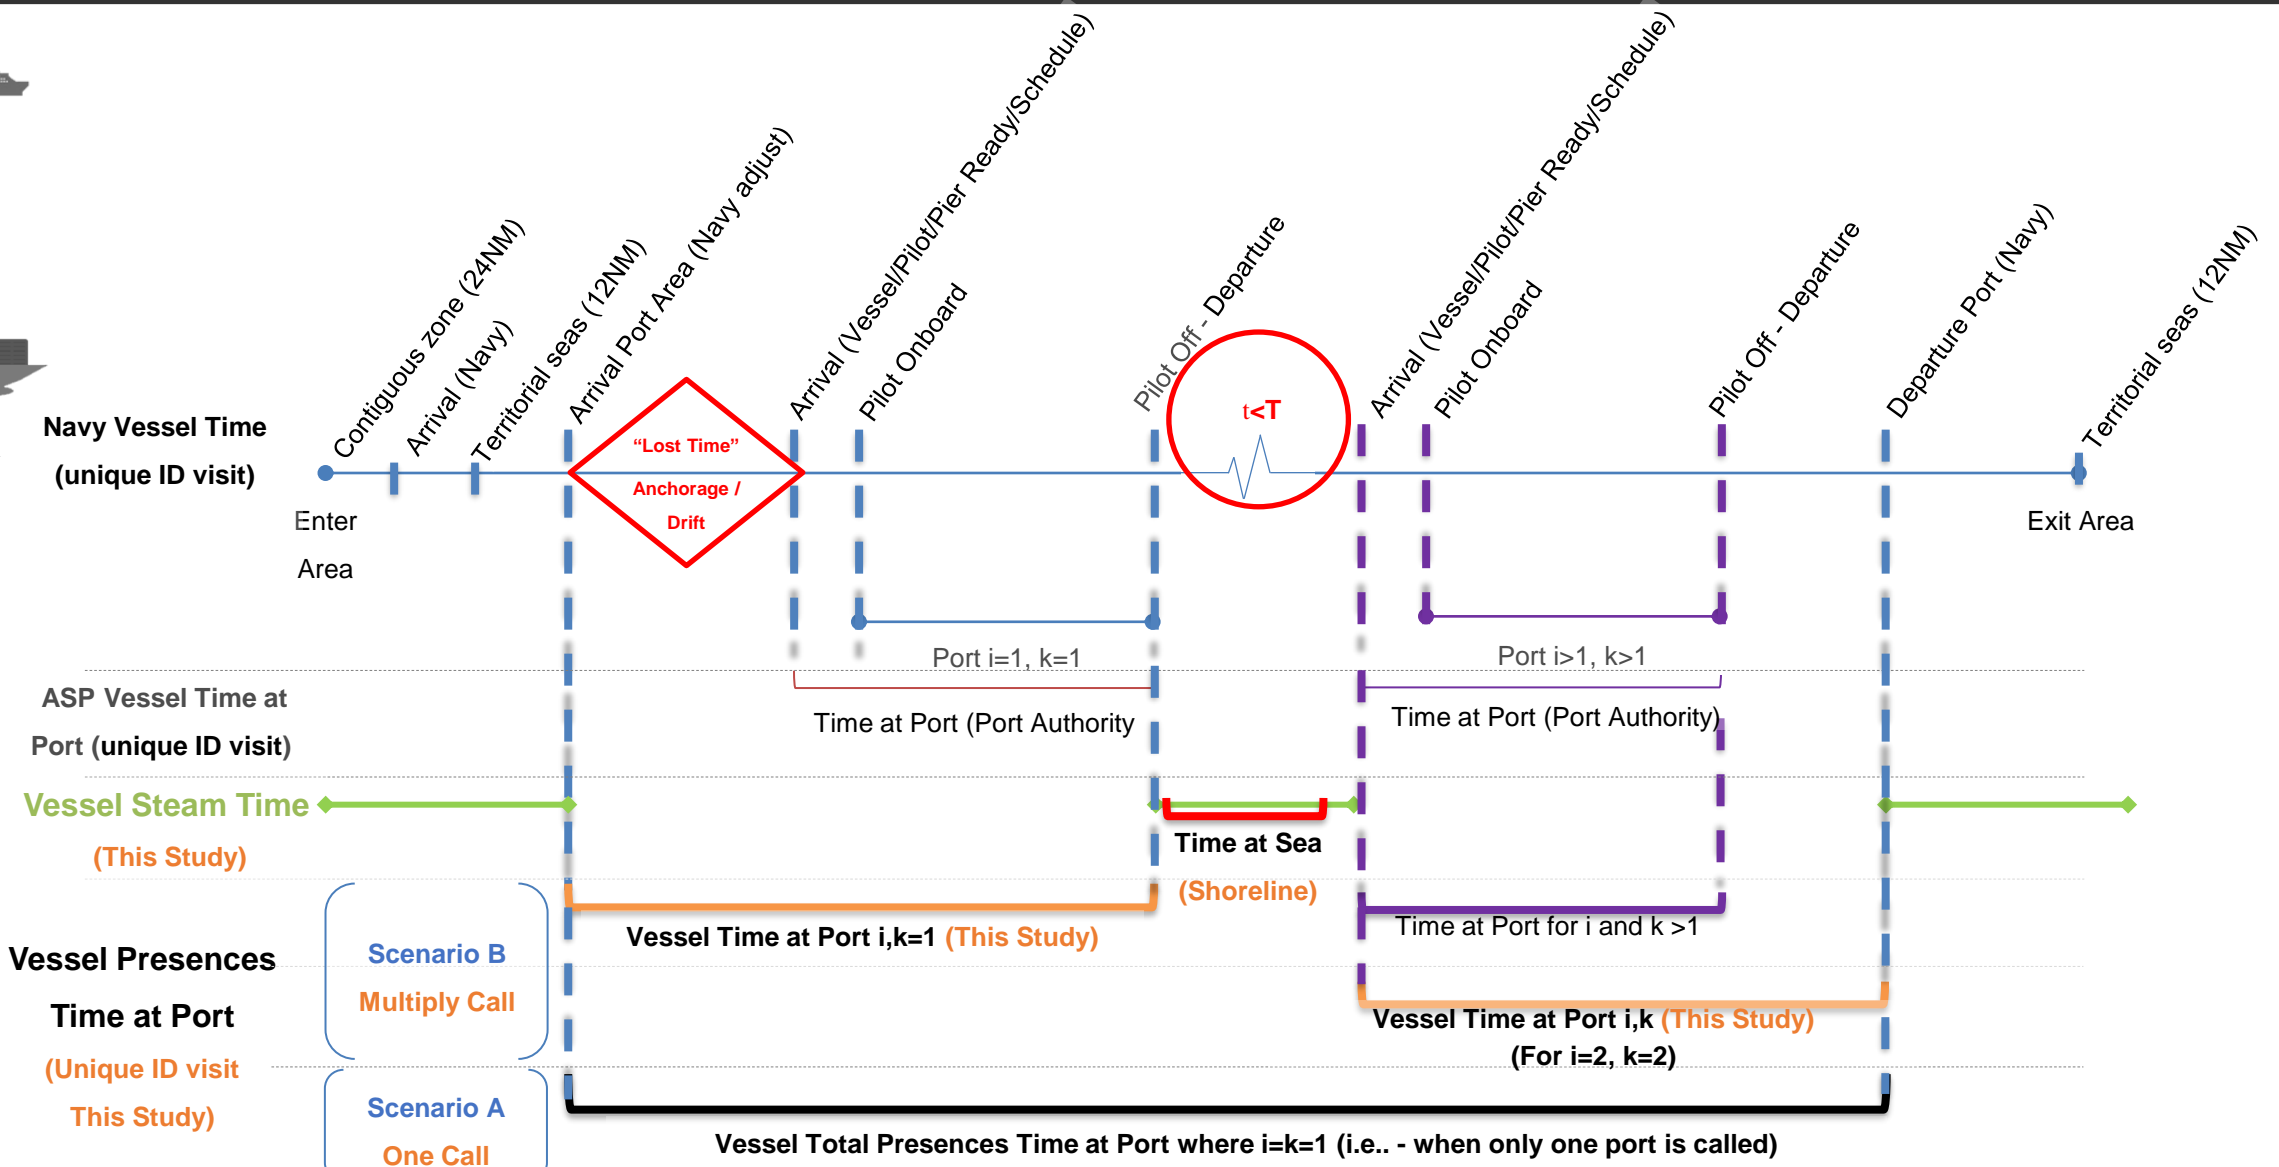 Contiguous zone (24NM)
Arrival (Navy)
Territorial seas (12NM)
Arrival Port Area (Navy adjust)
Arrival (Vessel/Pilot/Pier Ready/Schedule)
Pilot Onboard
Pilot Off - Departure
Arrival (Vessel/Pilot/Pier Ready/Schedule)
Pilot Onboard
Pilot Off - Departure
Departure Port (Navy)
Territorial seas (12NM)
Navy Vessel Time
(unique ID visit)
“Lost Time”
Anchorage /
Drift
t<T
Enter
Area
Exit Area
Port i=1, k=1
Port i>1, k>1
ASP Vessel Time at
Port (unique ID visit)
Time at Port (Port Authority
Time at Port (Port Authority)
Vessel Steam Time
(This Study)
Time at Sea
(Shoreline)
Vessel Presences
Time at Port
(Unique ID visit
This Study)
Scenario B
Multiply Call
Vessel Time at Port i,k=1 (This Study)
Time at Port for i and k >1
Vessel Time at Port i,k (This Study)
(For i=2, k=2)
Scenario A
One Call
Vessel Total Presences Time at Port where i=k=1 (i.e.. - when only one port is called)